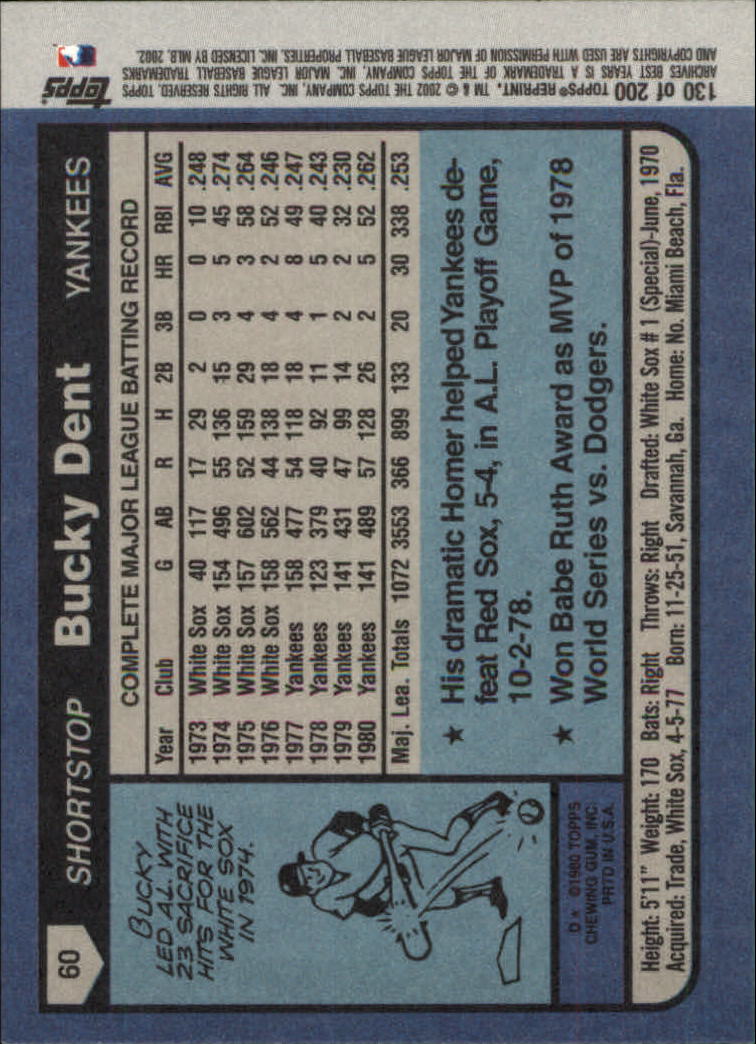 60
SHORTSTOP Bucky Dent YANKEES
BUCKY
LED A.L. WITH
23 SACRIFICE
HITS FOR THE
WHITE SOX
IN 1974.
D★ ©1980 TOPPS
CHEWING GUM, INC.
PRTD IN U.S.A.
COMPLETE MAJOR LEAGUE BATTING RECORD
Year Club G AB R H 2B 3B HR RBI AVG
1973 White Sox 40 117 17 29 2 0 0 10 .248
1974 White Sox 154 496 55 136 15 3 5 45 .274
1975 White Sox 157 602 52 159 29 4 3 58 .264
1976 White Sox 158 562 44 138 18 4 2 52 .246
1977 Yankees 158 477 54 118 18 4 8 49 .247
1978 Yankees 123 379 40 92 11 1 5 40 .243
1979 Yankees 141 431 47 99 14 2 2 32 .230
1980 Yankees 141 489 57 128 26 2 5 52 .262
Maj. Lea. Totals 1072 3553 366 899 133 20 30 338 .253
★ His dramatic Homer helped Yankees de-
feat Red Sox, 5-4, in A.L. Playoff Game,
10-2-78.
★ Won Babe Ruth Award as MVP of 1978
World Series vs. Dodgers.
Height: 5'11" Weight: 170 Bats: Right Throws: Right Drafted: White Sox #1 (Special)-June, 1970
Acquired: Trade, White Sox, 4-5-77 Born: 11-25-51, Savannah, Ga. Home: No. Miami Beach, Fla.
130 of 200 TOPPS® REPRINT. TM & © 2002 THE TOPPS COMPANY, INC. ALL RIGHTS RESERVED. TOPPS
ARCHIVES BEST YEARS IS A TRADEMARK OF THE TOPPS COMPANY, INC. MAJOR LEAGUE BASEBALL TRADEMARKS
AND COPYRIGHTS ARE USED WITH PERMISSION OF MAJOR LEAGUE BASEBALL PROPERTIES, INC. LICENSED BY MLB, 2002.
Topps